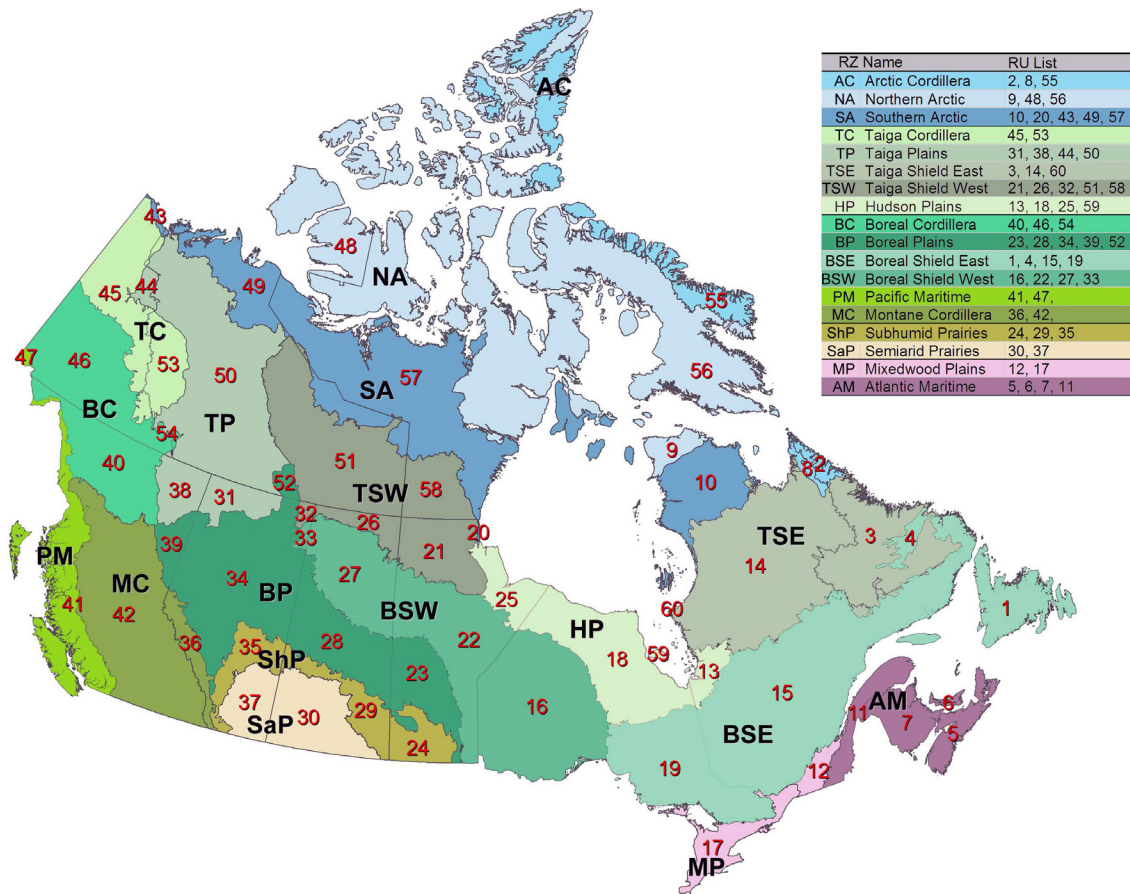 RZ Name RU List
AC Arctic Cordillera 2, 8, 55
NA Northern Arctic 9, 48, 56
SA Southern Arctic 10, 20, 43, 49, 57
TC Taiga Cordillera 45, 53
TP Taiga Plains 31, 38, 44, 50
TSE Taiga Shield East 3, 14, 60
TSW Taiga Shield West 21, 26, 32, 51, 58
HP Hudson Plains 13, 18, 25, 59
BC Boreal Cordillera 40, 46, 54
BP Boreal Plains 23, 28, 34, 39, 52
BSE Boreal Shield East 1, 4, 15, 19
BSW Boreal Shield West 16, 22, 27, 33
PM Pacific Maritime 41, 47,
MC Montane Cordillera 36, 42,
ShP Subhumid Prairies 24, 29, 35
SaP Semiarid Prairies 30, 37
MP Mixedwood Plains 12, 17
AM Atlantic Maritime 5, 6, 7, 11
AC
43
48
NA
44
49
45
55
TC
47
46
53
50
SA
57
56
BC
TP
54
9
8
2
10
40
51
52
TSW
58
38
31
32
26
20
TSE
3
4
39
33
21
14
PM
MC
34
BP
27
BSW
25
60
1
41
42
HP
36
35
28
22
18
59
13
ShP
23
15
37
30
29
16
AM
6
SaP
11
7
5
24
BSE
19
12
17
MP